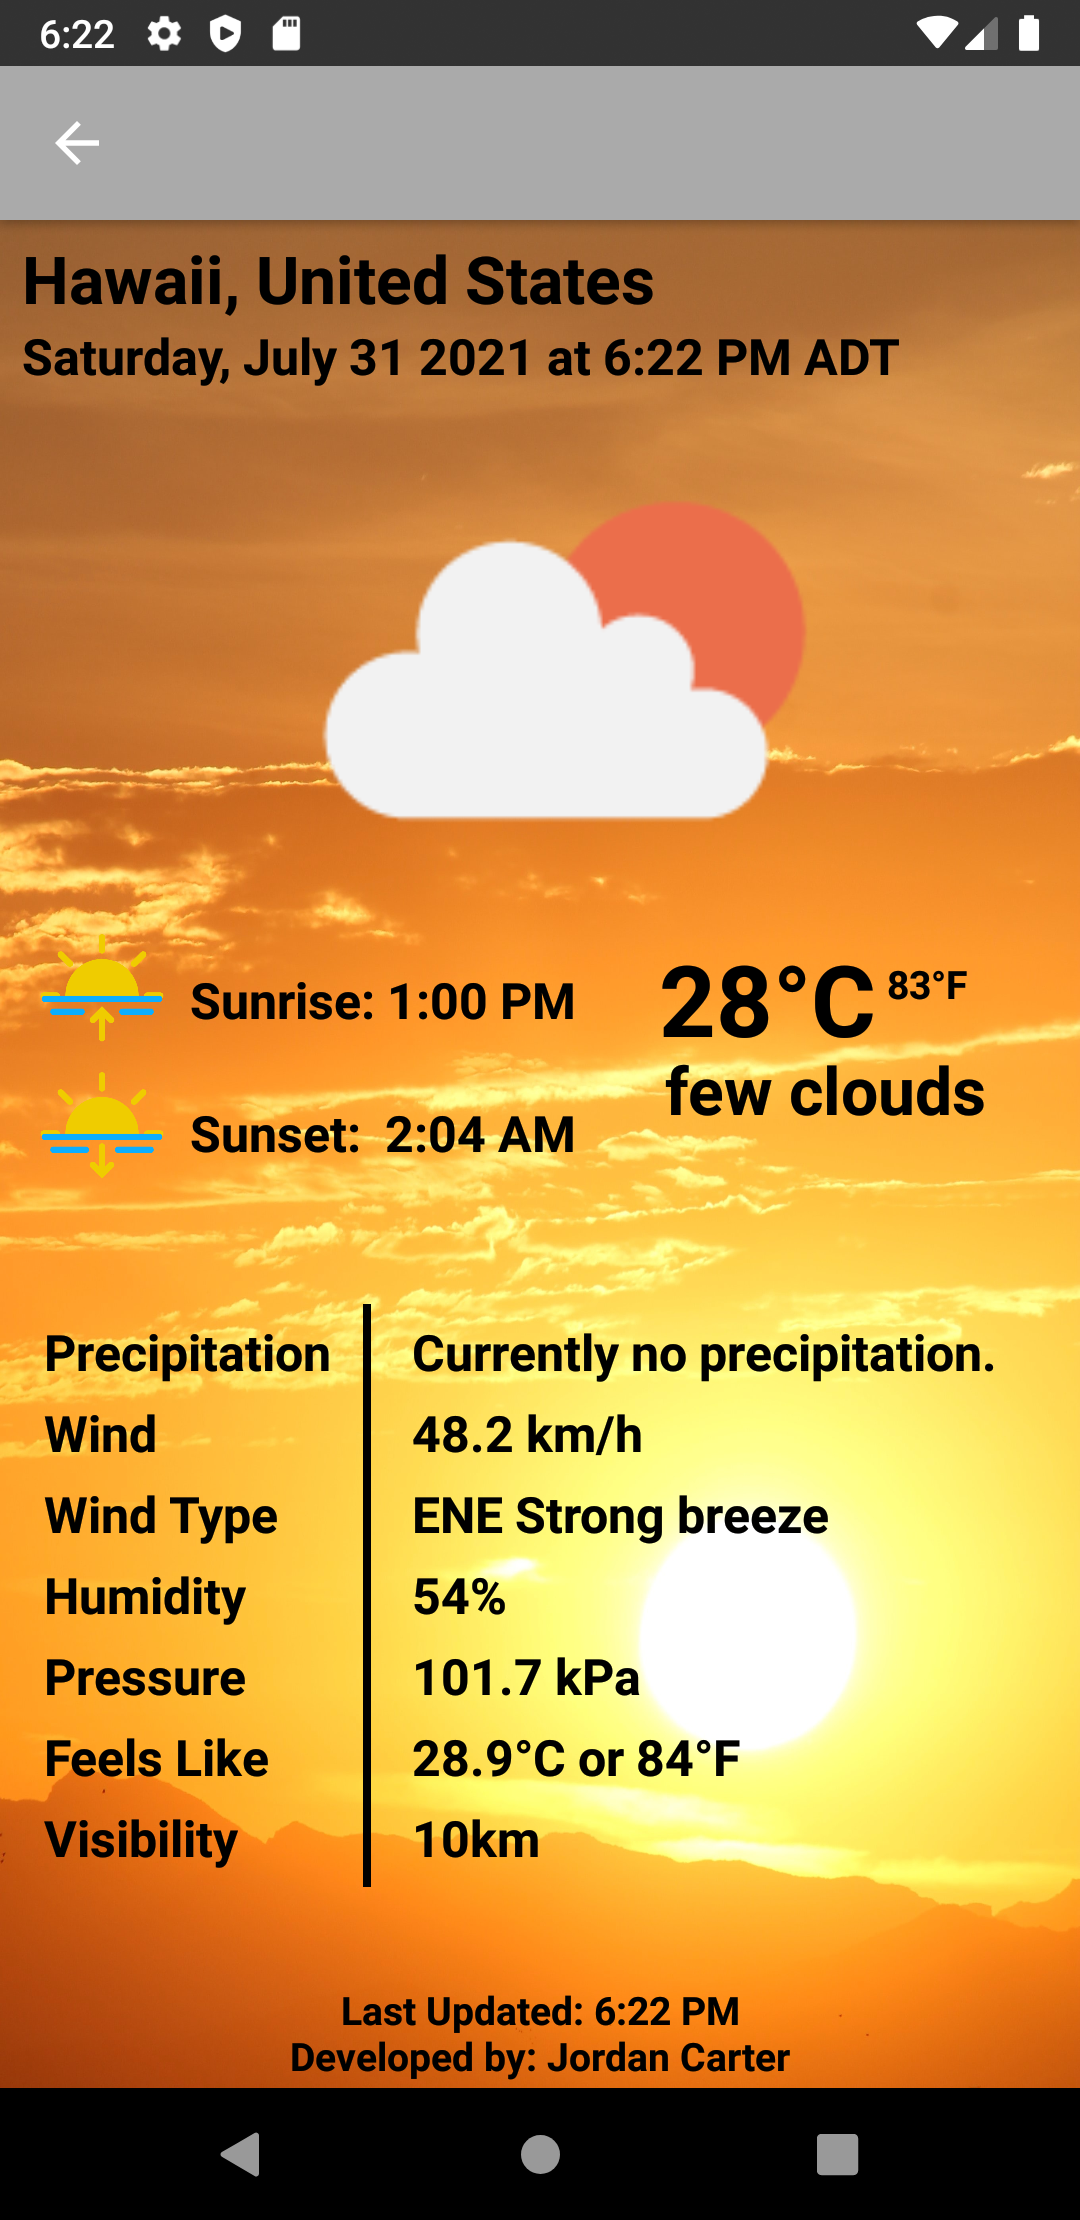 6:22
Hawaii, United States
Saturday, July 31 2021 at 6:22 PM ADT
Sunrise: 1:00 PM
28°C 83°F
few clouds
Sunset: 2:04 AM
Precipitation Currently no precipitation.
Wind 48.2 km/h
Wind Type ENE Strong breeze
Humidity 54%
Pressure 101.7 kPa
Feels Like 28.9°C or 84°F
Visibility 10km
Last Updated: 6:22 PM
Developed by: Jordan Carter